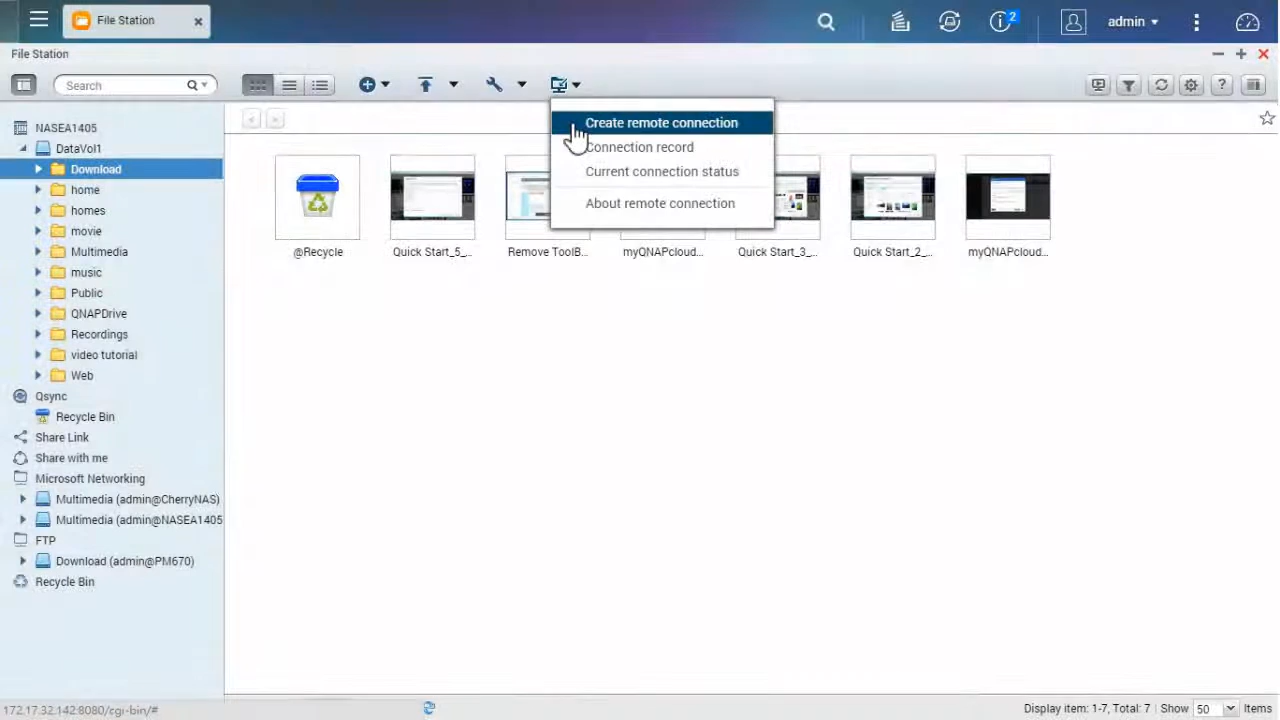 File Station
2
admin
File Station
Search
Create remote connection
Connection record
Current connection status
About remote connection
NASEA1405
DataVol1
Download
home
homes
movie
Multimedia
music
Public
QNAPDrive
Recordings
video tutorial
Web
Qsync
Recycle Bin
Share Link
Share with me
Microsoft Networking
Multimedia (admin@CherryNAS)
Multimedia (admin@NASEA1405
FTP
Download (admin@PM670)
Recycle Bin
@Recycle
Quick Start_5_...
Remove ToolB...
myQNAPcloud...
Quick Start_3_...
Quick Start_2_...
myQNAPcloud...
172.17.32.142:8080/cgi-bin/#
Display item: 1-7, Total: 7 | Show 50 Items